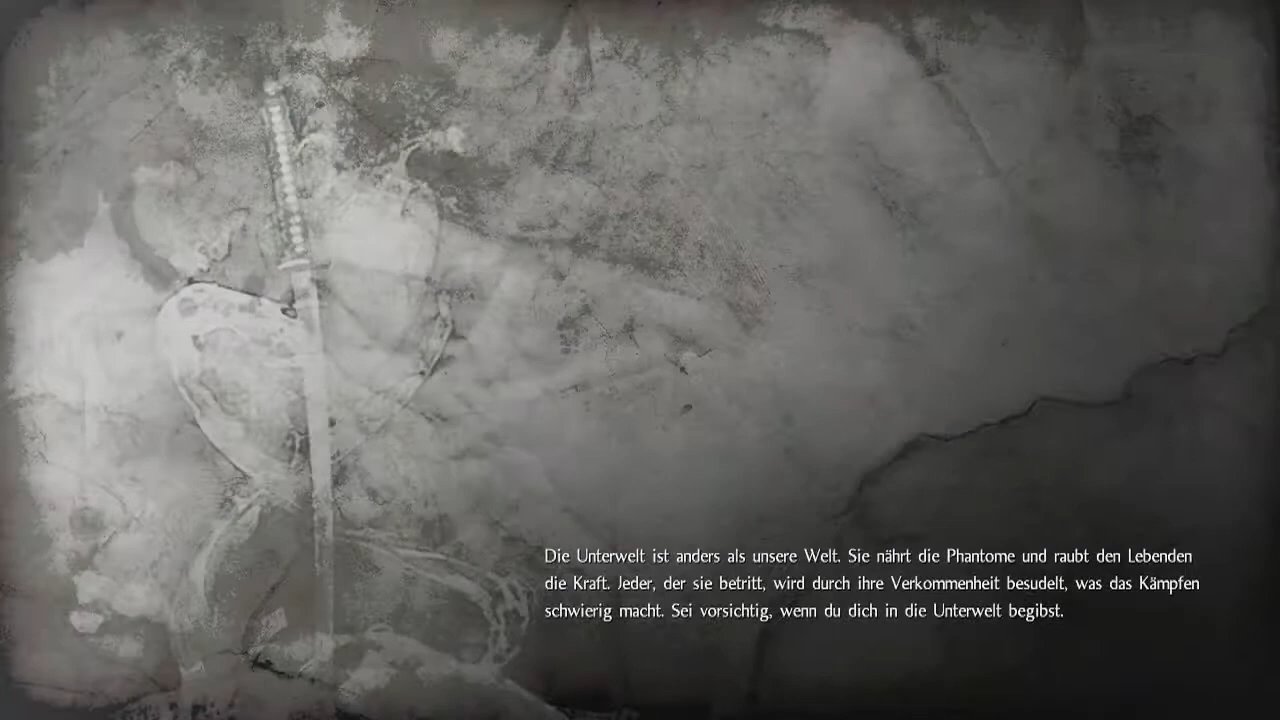 Die Unterwelt ist anders als unsere Welt. Sie nährt die Phantome und raubt den Lebenden
die Kraft. Jeder, der sie betritt, wird durch ihre Verkommenheit besudelt, was das Kämpfen
schwierig macht. Sei vorsichtig, wenn du dich in die Unterwelt begibst.